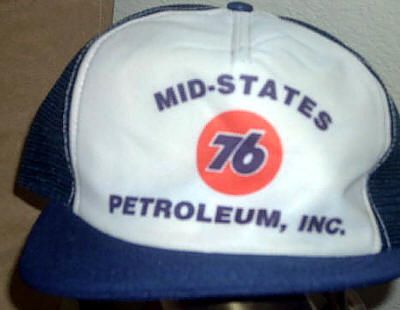 MID-STATES
76
PETROLEUM, INC.